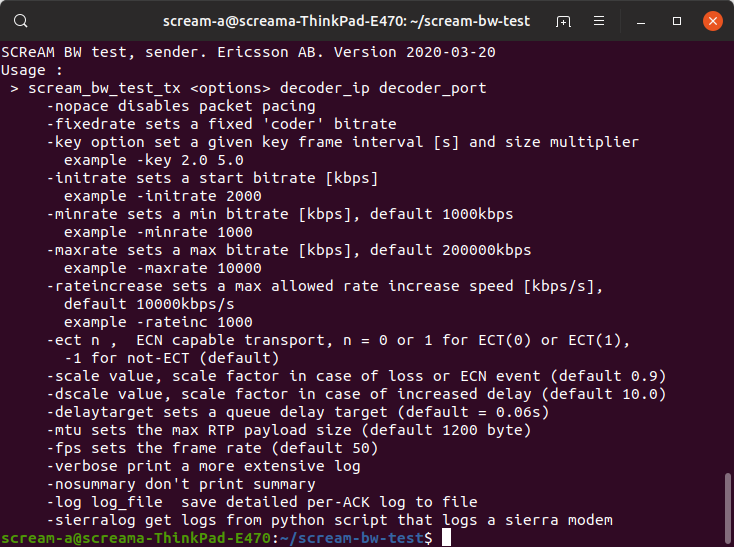 scream-a@screama-ThinkPad-E470: ~/scream-bw-test
SCReAM BW test, sender. Ericsson AB. Version 2020-03-20
Usage :
 > scream_bw_test_tx <options> decoder_ip decoder_port
     -nopace disables packet pacing
     -fixedrate sets a fixed 'coder' bitrate
     -key option set a given key frame interval [s] and size multiplier
       example -key 2.0 5.0
     -initrate sets a start bitrate [kbps]
       example -initrate 2000
     -minrate sets a min bitrate [kbps], default 1000kbps
       example -minrate 1000
     -maxrate sets a max bitrate [kbps], default 200000kbps
       example -maxrate 10000
     -rateincrease sets a max allowed rate increase speed [kbps/s],
       default 10000kbps/s
       example -rateinc 1000
     -ect n ,  ECN capable transport, n = 0 or 1 for ECT(0) or ECT(1),
       -1 for not-ECT (default)
     -scale value, scale factor in case of loss or ECN event (default 0.9)
     -dscale value, scale factor in case of increased delay (default 10.0)
     -delaytarget sets a queue delay target (default = 0.06s)
     -mtu sets the max RTP payload size (default 1200 byte)
     -fps sets the frame rate (default 50)
     -verbose print a more extensive log
     -nosummary don't print summary
     -log log_file  save detailed per-ACK log to file
     -sierralog get logs from python script that logs a sierra modem
scream-a@screama-ThinkPad-E470:~/scream-bw-test$